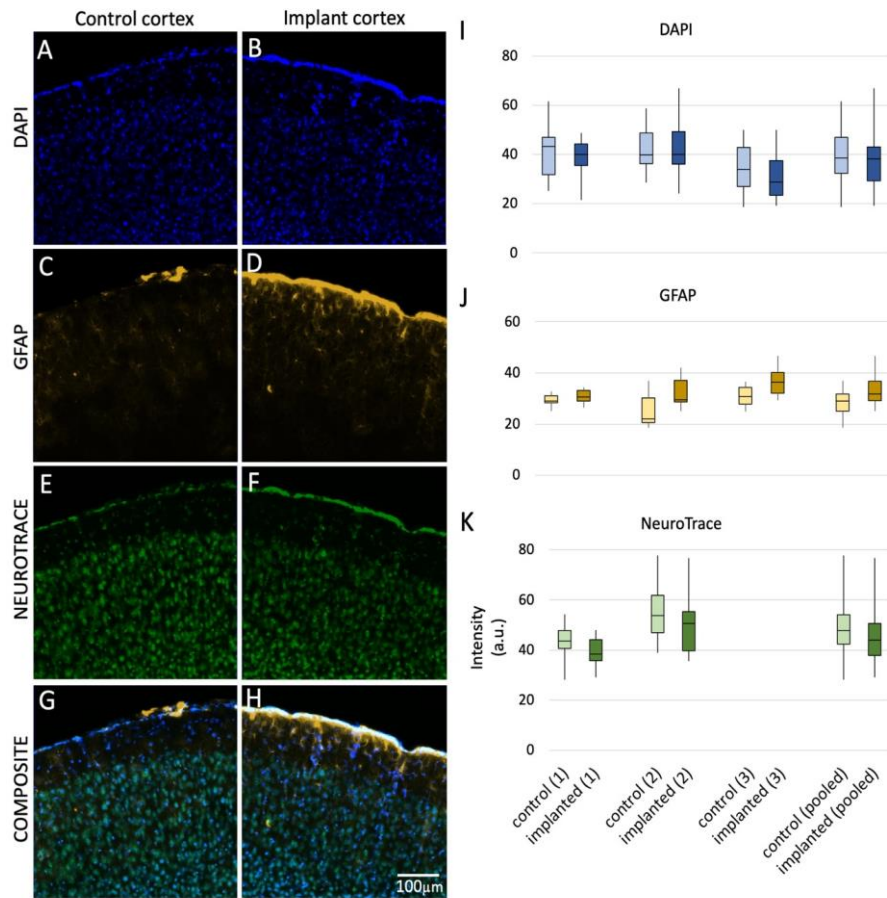 Control cortex
Implant cortex
DAPI
A
B
GFAP
C
D
NEUROTRACE
E
F
COMPOSITE
G
H
100μm
I
DAPI
80
60
40
20
0
J
GFAP
60
40
20
0
K
NeuroTrace
80
60
40
20
0
Intensity
(a.u.)
control (1)
implanted (1)
control (2)
implanted (2)
control (3)
implanted (3)
control (pooled)
implanted (pooled)